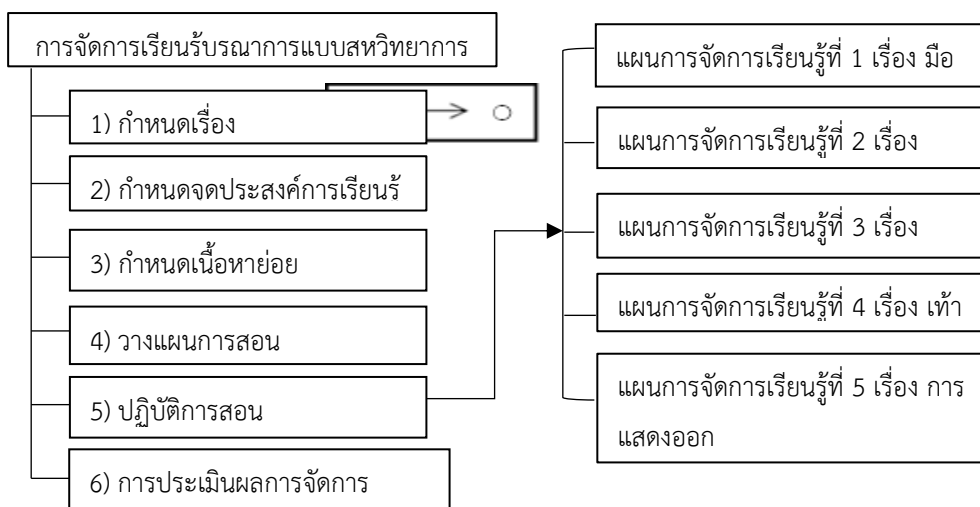 การจัดการเรียนร้บรณาการแบบสหวิทยาการ
1) กำหนดเรื่อง
2) กำหนดจดประสงค์การเรียนร้
3) กำหนดเนื้อหาย่อย
4) วางแผนการสอน
5) ปฏิบัติการสอน
6) การประเมินผลการจัดการ
แผนการจัดการเรียนรู้ที่ 1 เรื่อง มือ
แผนการจัดการเรียนรู้ที่ 2 เรื่อง
แผนการจัดการเรียนรู้ที่ 3 เรื่อง
แผนการจัดการเรียนรู้ที่ 4 เรื่อง เท้า
แผนการจัดการเรียนรู้ที่ 5 เรื่อง การ
แสดงออก